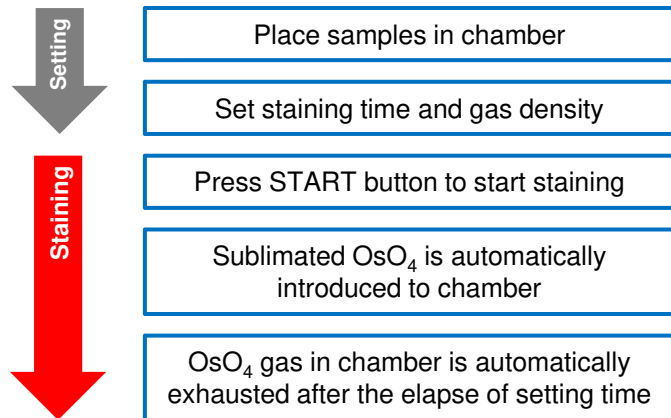 Setting
Place samples in chamber
Set staining time and gas density
Staining
Press START button to start staining
Sublimated OsO₄ is automatically
introduced to chamber
OsO₄ gas in chamber is automatically
exhausted after the elapse of setting time